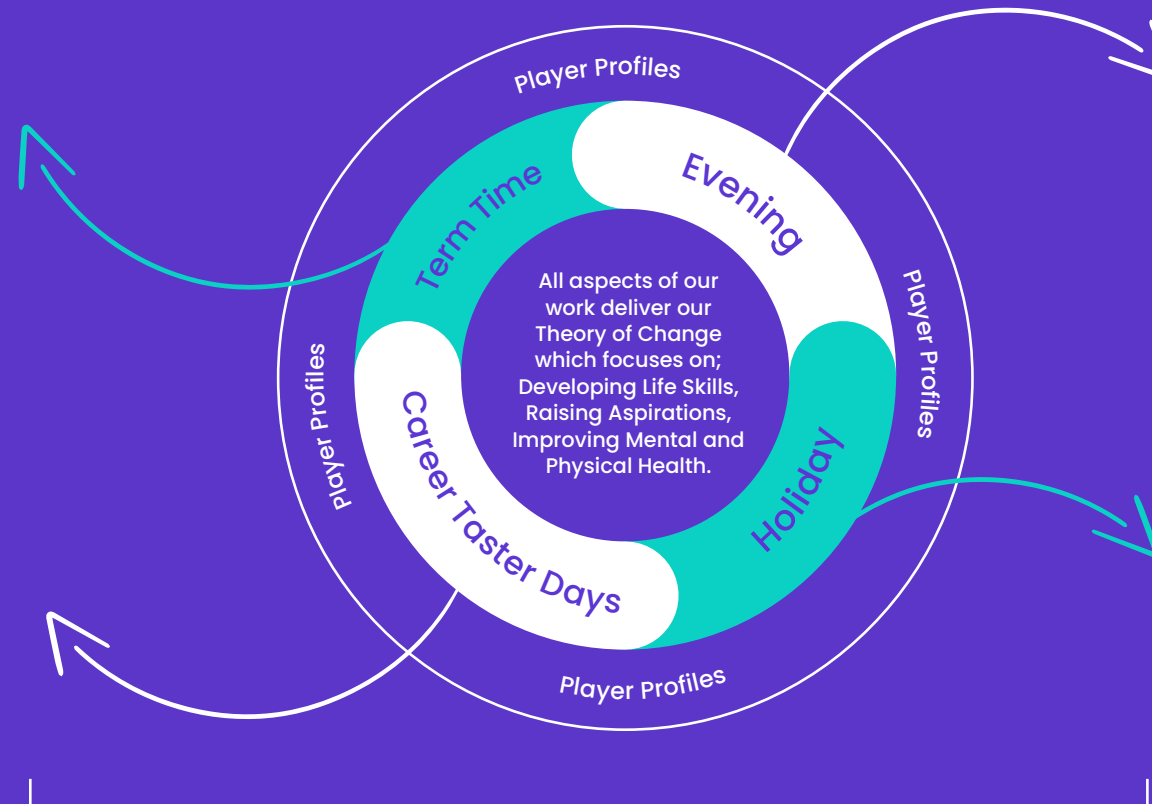 Player Profiles
Term Time
Evening
Player Profiles
Player Profiles
All aspects of our
work deliver our
Theory of Change
which focuses on;
Developing Life Skills,
Raising Aspirations,
Improving Mental and
Physical Health.
Career Taster Days
Holiday
Player Profiles